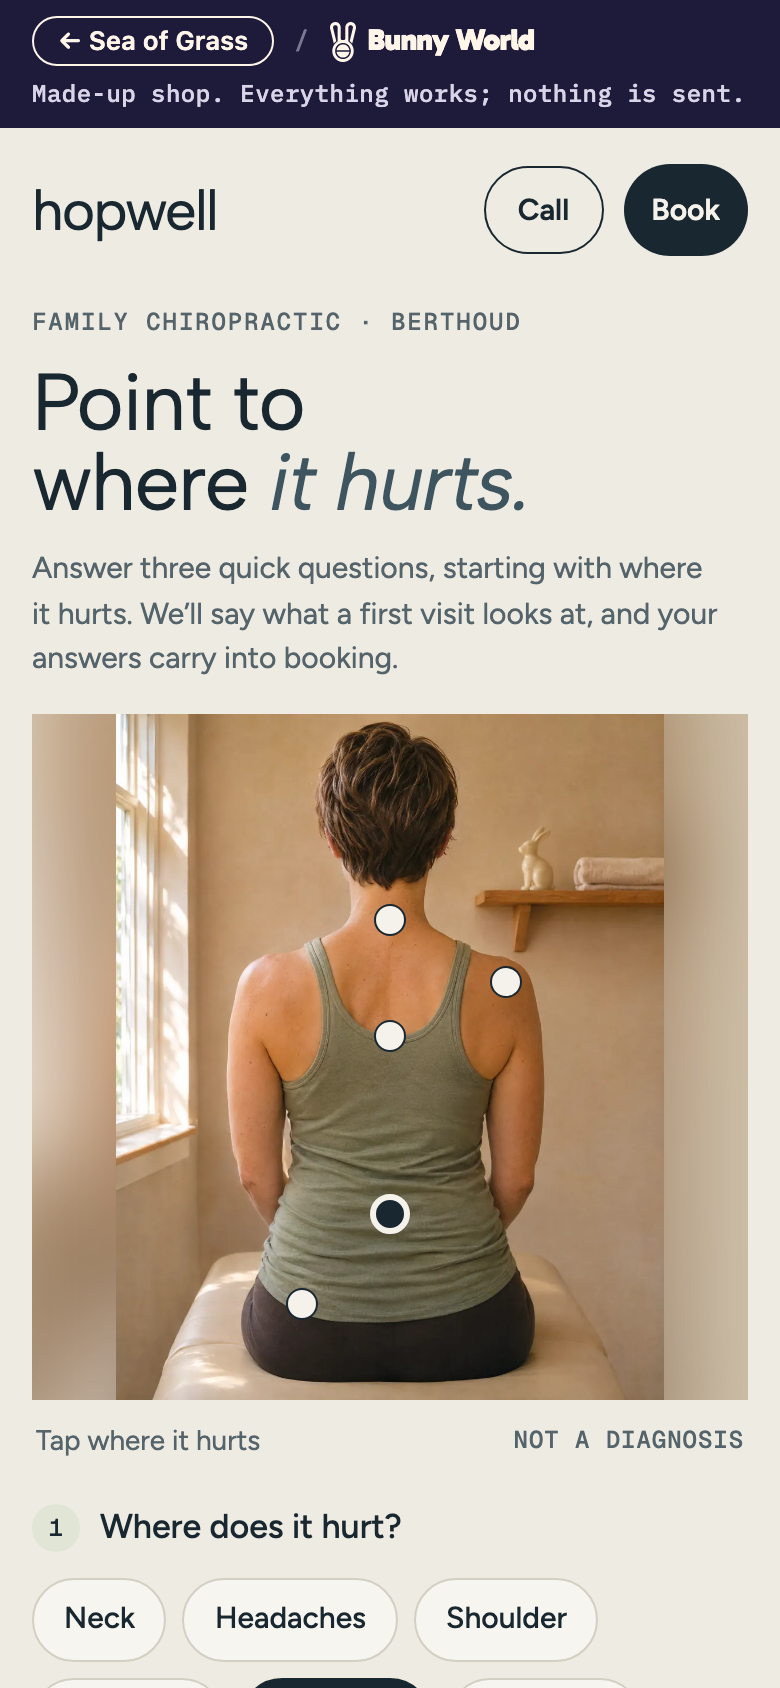 ← Sea of Grass / Bunny World
Made-up shop. Everything works; nothing is sent.
hopwell
Call
Book
FAMILY CHIROPRACTIC · BERTHOUD
Point to
where it hurts.
Answer three quick questions, starting with where
it hurts. We’ll say what a first visit looks at, and your
answers carry into booking.
Tap where it hurts
NOT A DIAGNOSIS
1 Where does it hurt?
Neck
Headaches
Shoulder